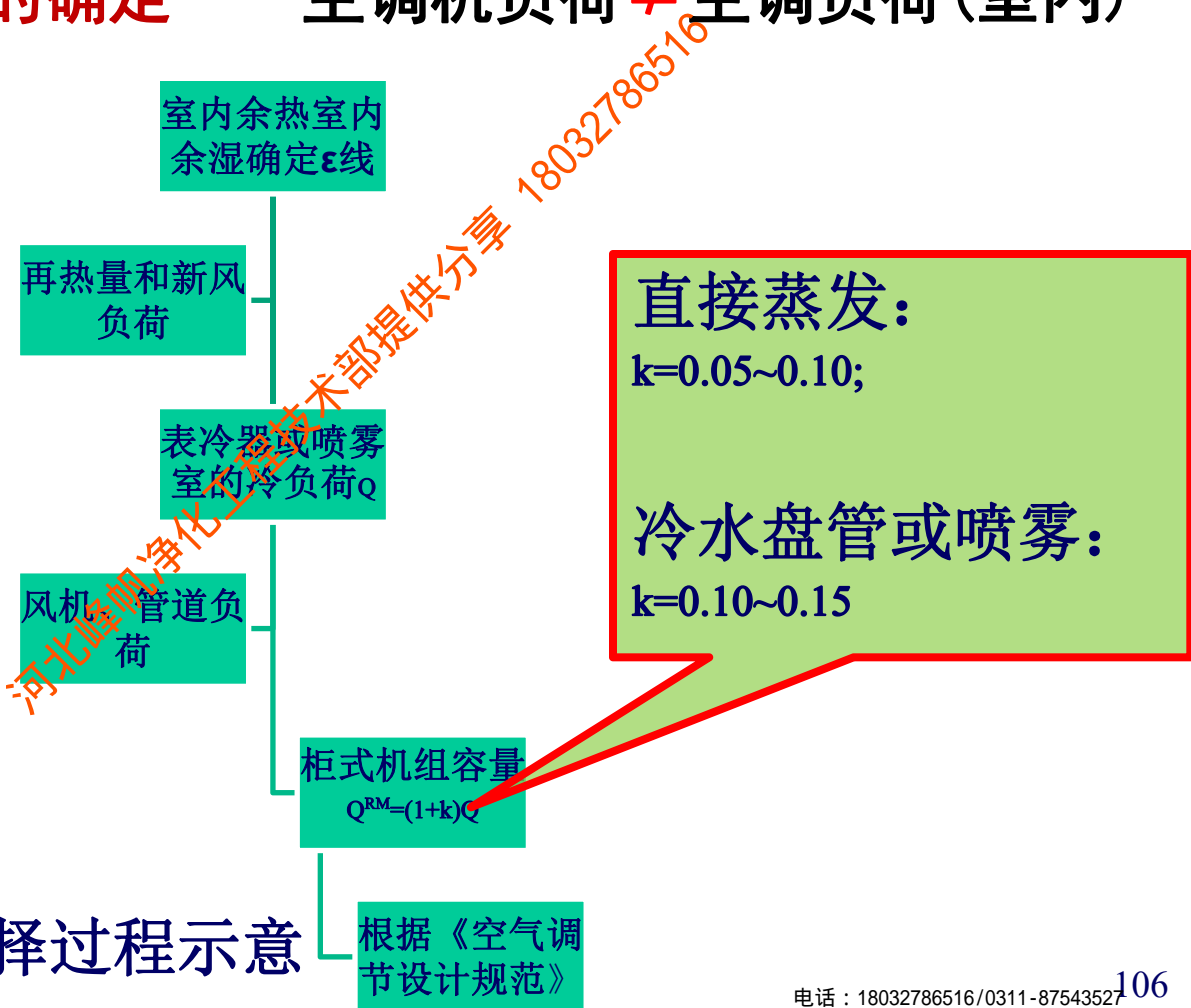 的确定 空调机负荷≠空调负荷(室内)
室内余热室内
余湿确定ε线
再热量和新风
负荷
表冷器或喷雾
室的冷负荷Q
风机、管道负
荷
柜式机组容量
Q^RM=(1+k)Q
根据《空气调
节设计规范》
直接蒸发：
k=0.05~0.10;
冷水盘管或喷雾：
k=0.10~0.15
择过程示意
河北峰帆净化工程技术部提供分享 18032786516
电话：18032786516/0311-87543527
106